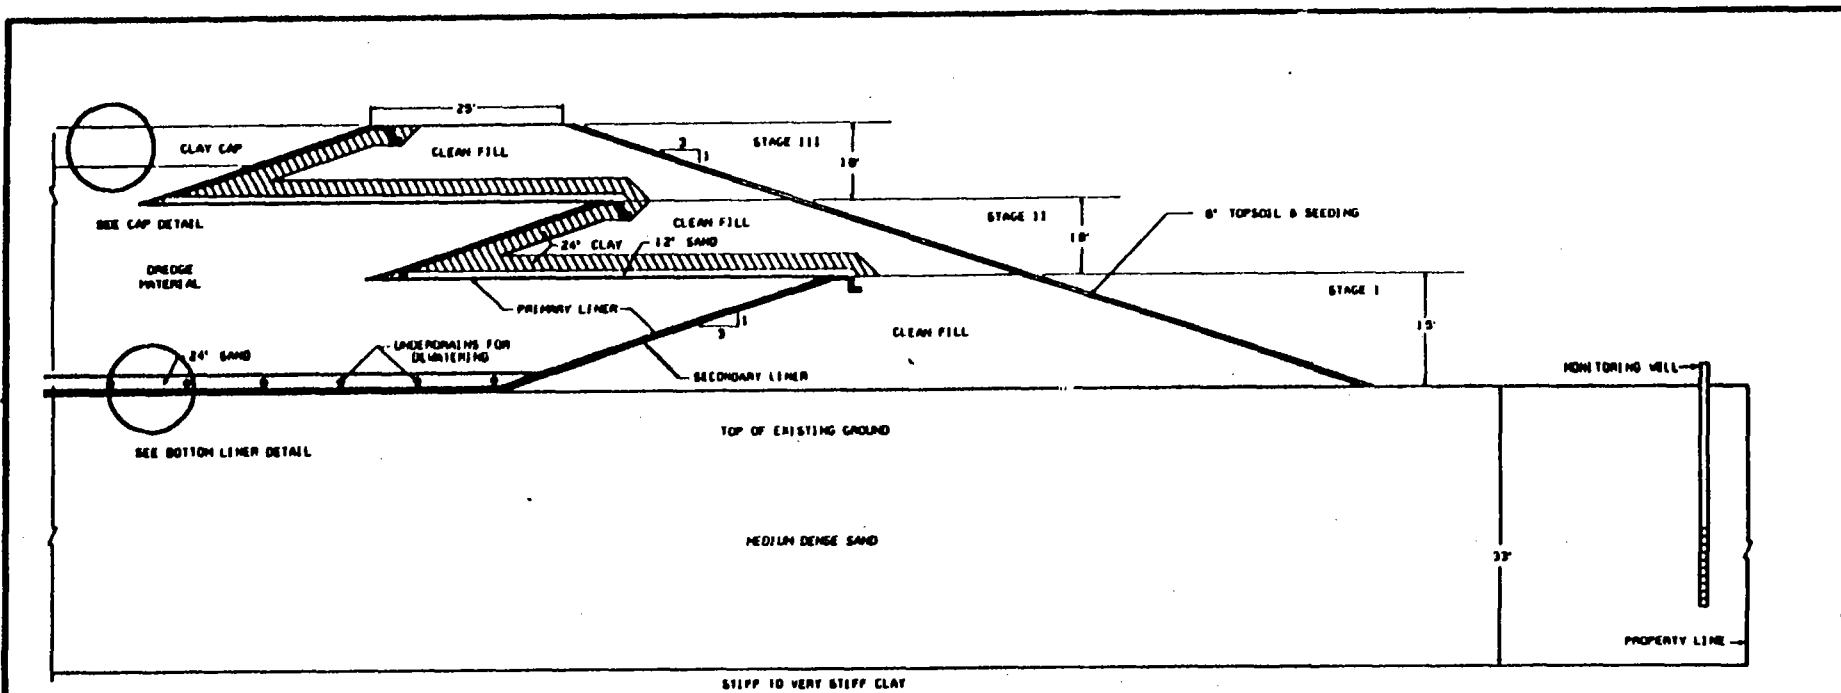 25'
CLAY CAP
CLEAN FILL
STAGE III
3
1
10'
SEE CAP DETAIL
CLEAN FILL
STAGE II
6" TOPSOIL & SEEDING
24" CLAY
12" SAND
10'
DREDGE
MATERIAL
STAGE I
PRIMARY LINER
3
1
CLEAN FILL
15'
24" SAND
UNDERDRAINS FOR
DEWATERING
SECONDARY LINER
MONITORING WELL
TOP OF EXISTING GROUND
SEE BOTTOM LINER DETAIL
MEDIUM DENSE SAND
33'
PROPERTY LINE
STIFF TO VERY STIFF CLAY